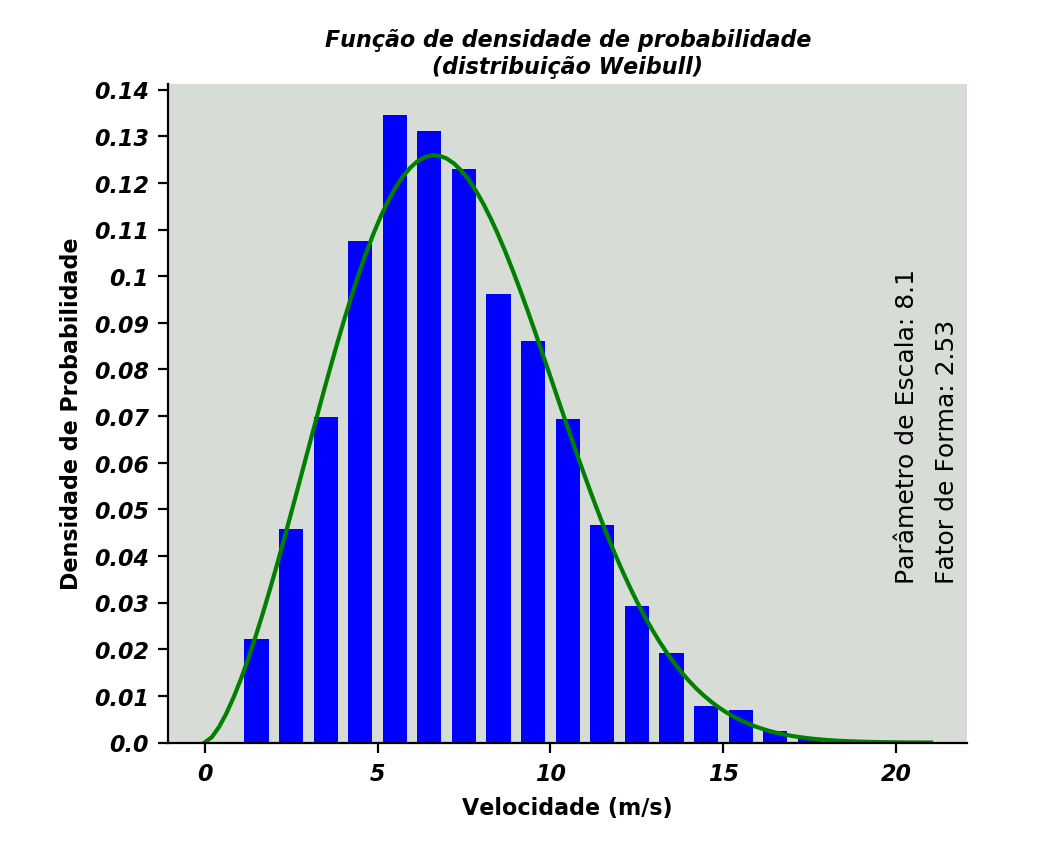 Função de densidade de probabilidade
(distribuição Weibull)
0.14
0.13
0.12
0.11
0.1
0.09
0.08
0.07
0.06
0.05
0.04
0.03
0.02
0.01
0.0
Densidade de Probabilidade
Parâmetro de Escala: 8.1
Fator de Forma: 2.53
0 5 10 15 20
Velocidade (m/s)